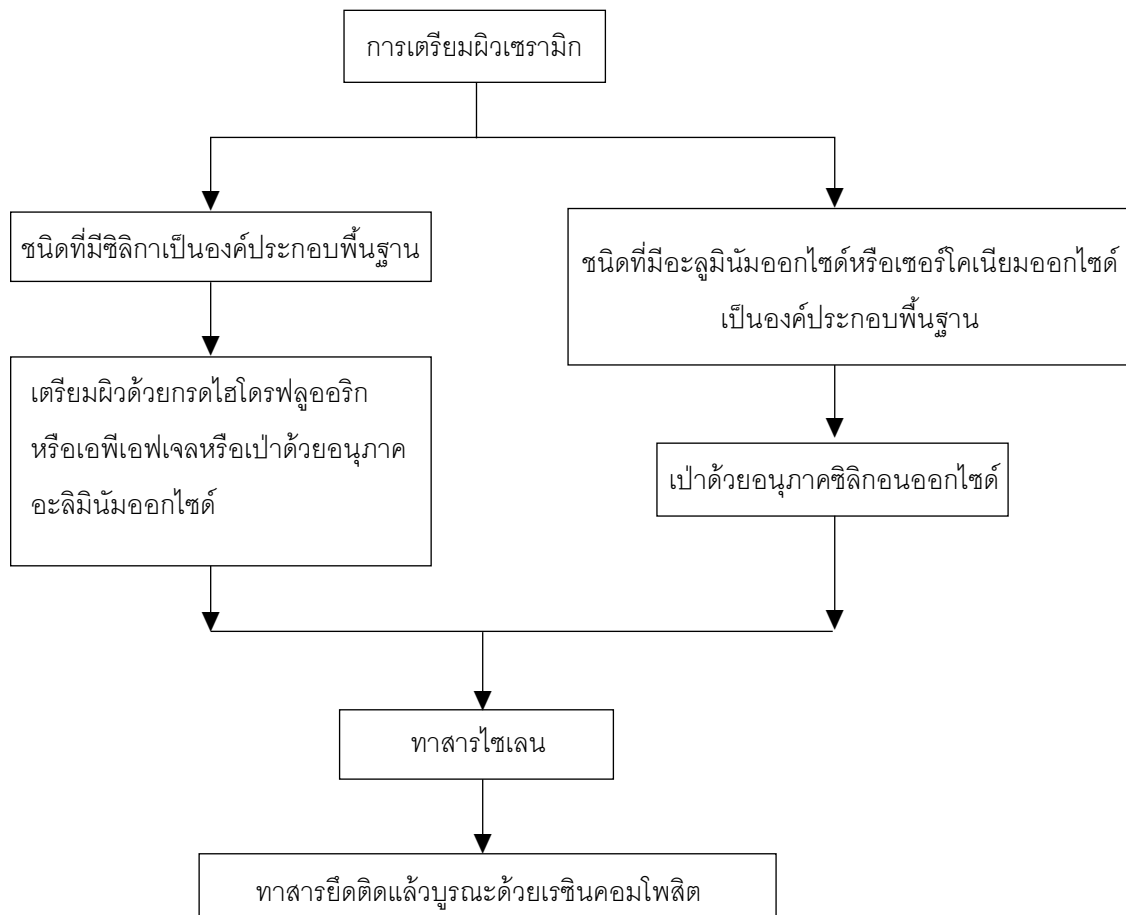 การเตรียมผิวเซรามิก
ชนิดที่มีซิลิกาเป็นองค์ประกอบพื้นฐาน
ชนิดที่มีอะลูมินัมออกไซด์หรือเซอร์โคเนียมออกไซด์
เป็นองค์ประกอบพื้นฐาน
เตรียมผิวด้วยกรดไฮโดรฟลูออริก
หรือเอพีเอฟเจลหรือเป่าด้วยอนุภาค
อะลิมินัมออกไซด์
เป่าด้วยอนุภาคซิลิกอนออกไซด์
ทาสารไซเลน
ทาสารยึดติดแล้วบูรณะด้วยเรซินคอมโพสิต